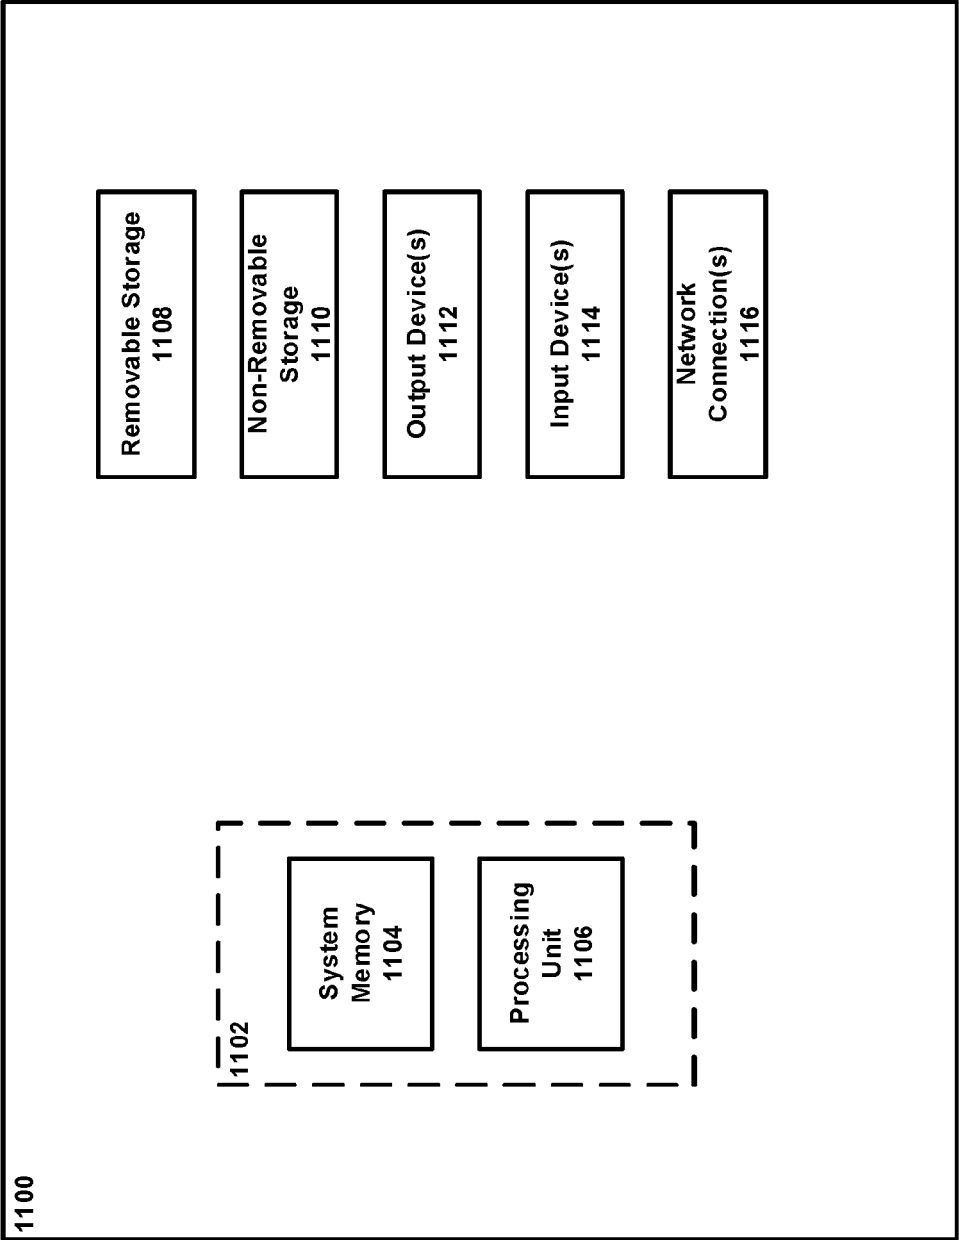 1100
1102
System
Memory
1104
Processing
Unit
1106
Removable Storage
1108
Non-Removable
Storage
1110
Output Device(s)
1112
Input Device(s)
1114
Network
Connection(s)
1116